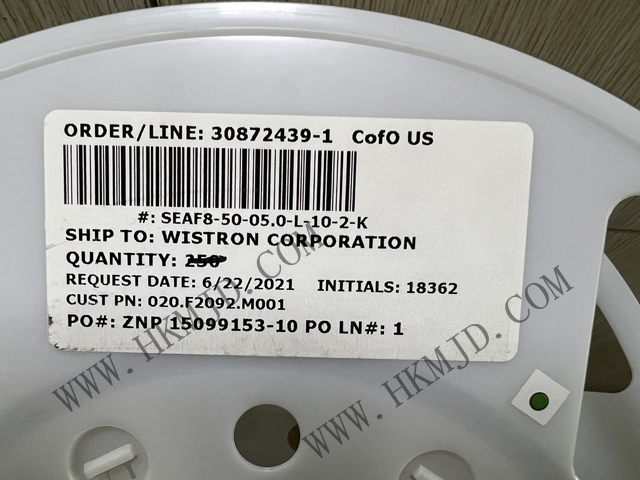 ORDER/LINE: 30872439-1 CofO US
#: SEAF8-50-05.0-L-10-2-K
SHIP TO: WISTRON CORPORATION
QUANTITY: 250
REQUEST DATE: 6/22/2021 INITIALS: 18362
CUST PN: 020.F2092.M001
PO#: ZNP 15099153-10 PO LN#: 1
WWW.HKMJD.COM
WWW.HKMJD.COM